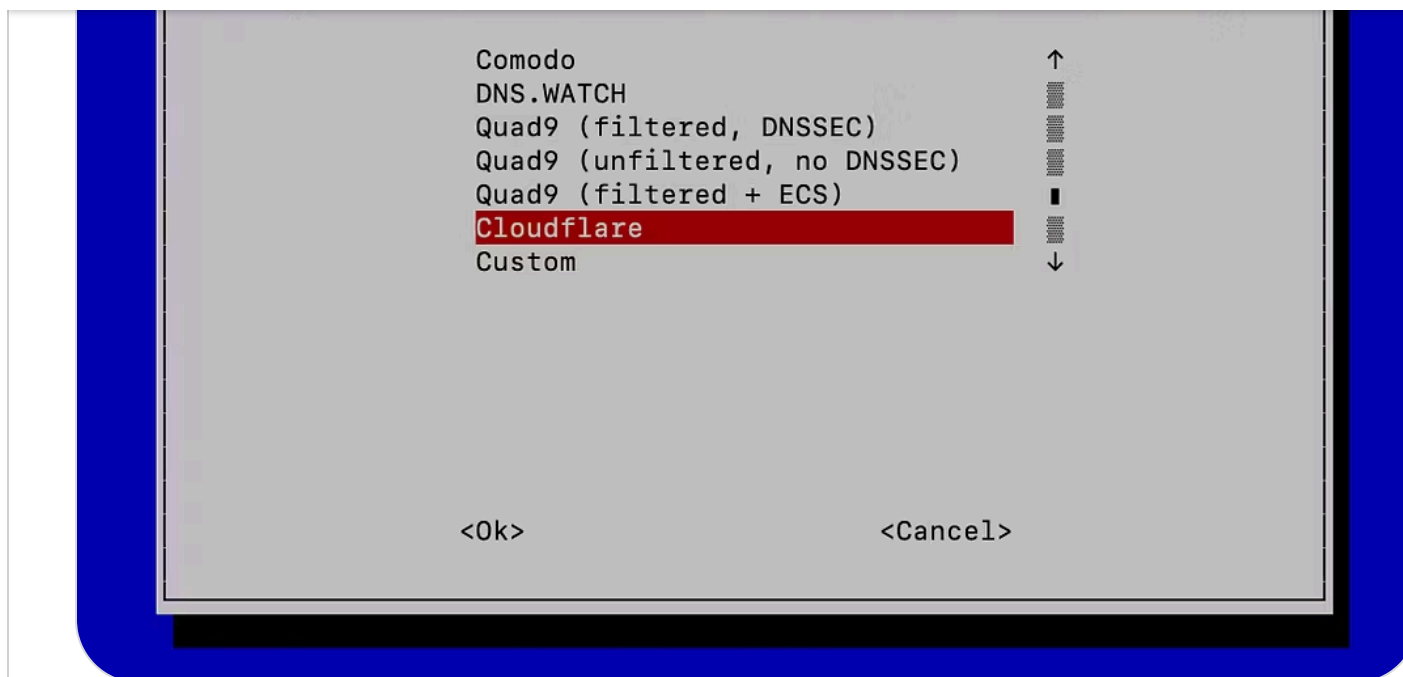 Comodo ↑
DNS.WATCH
Quad9 (filtered, DNSSEC)
Quad9 (unfiltered, no DNSSEC)
Quad9 (filtered + ECS)
Cloudflare
Custom ↓
<Ok> <Cancel>